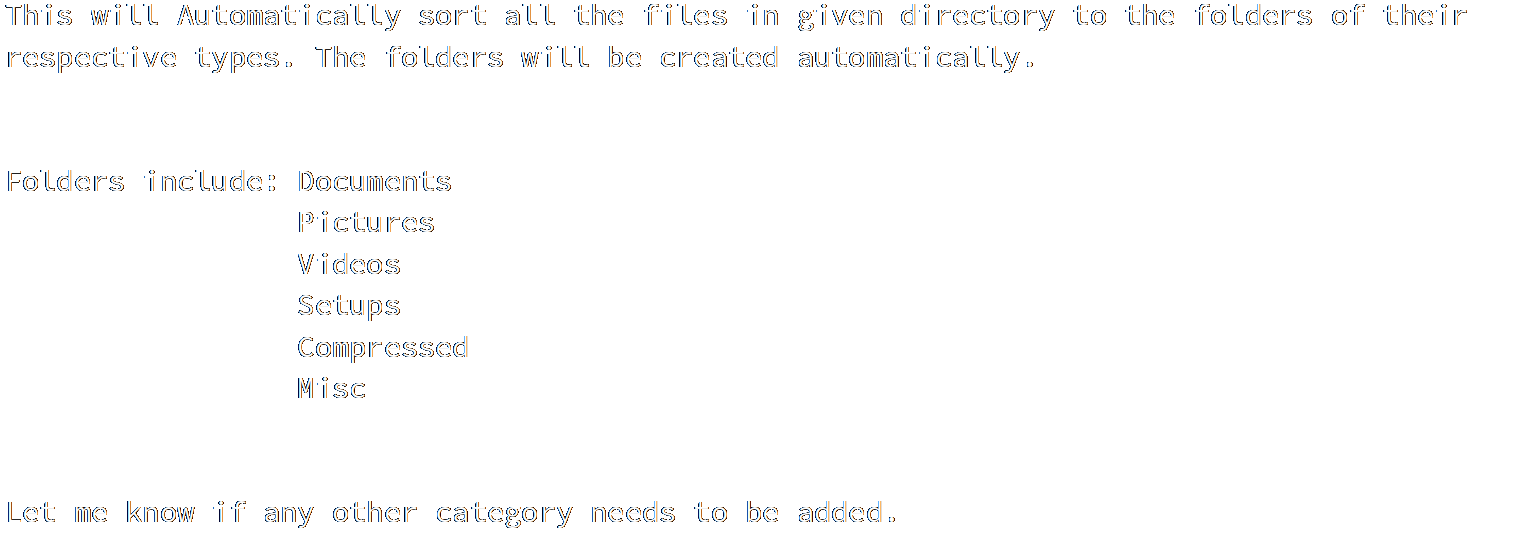 This will Automatically sort all the files in given directory to the folders of their
respective types. The folders will be created automatically.
Folders include: Documents
Pictures
Videos
Setups
Compressed
Misc
Let me know if any other category needs to be added.